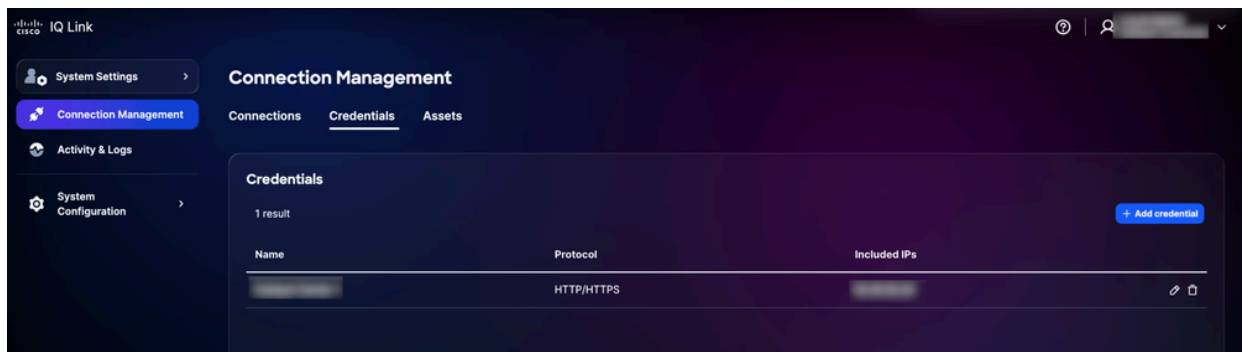 cisco IQ Link
System Settings
Connection Management
Activity & Logs
System
Configuration
Connection Management
Connections Credentials Assets
Credentials
1 result
+ Add credential
Name Protocol Included IPs
HTTP/HTTPS